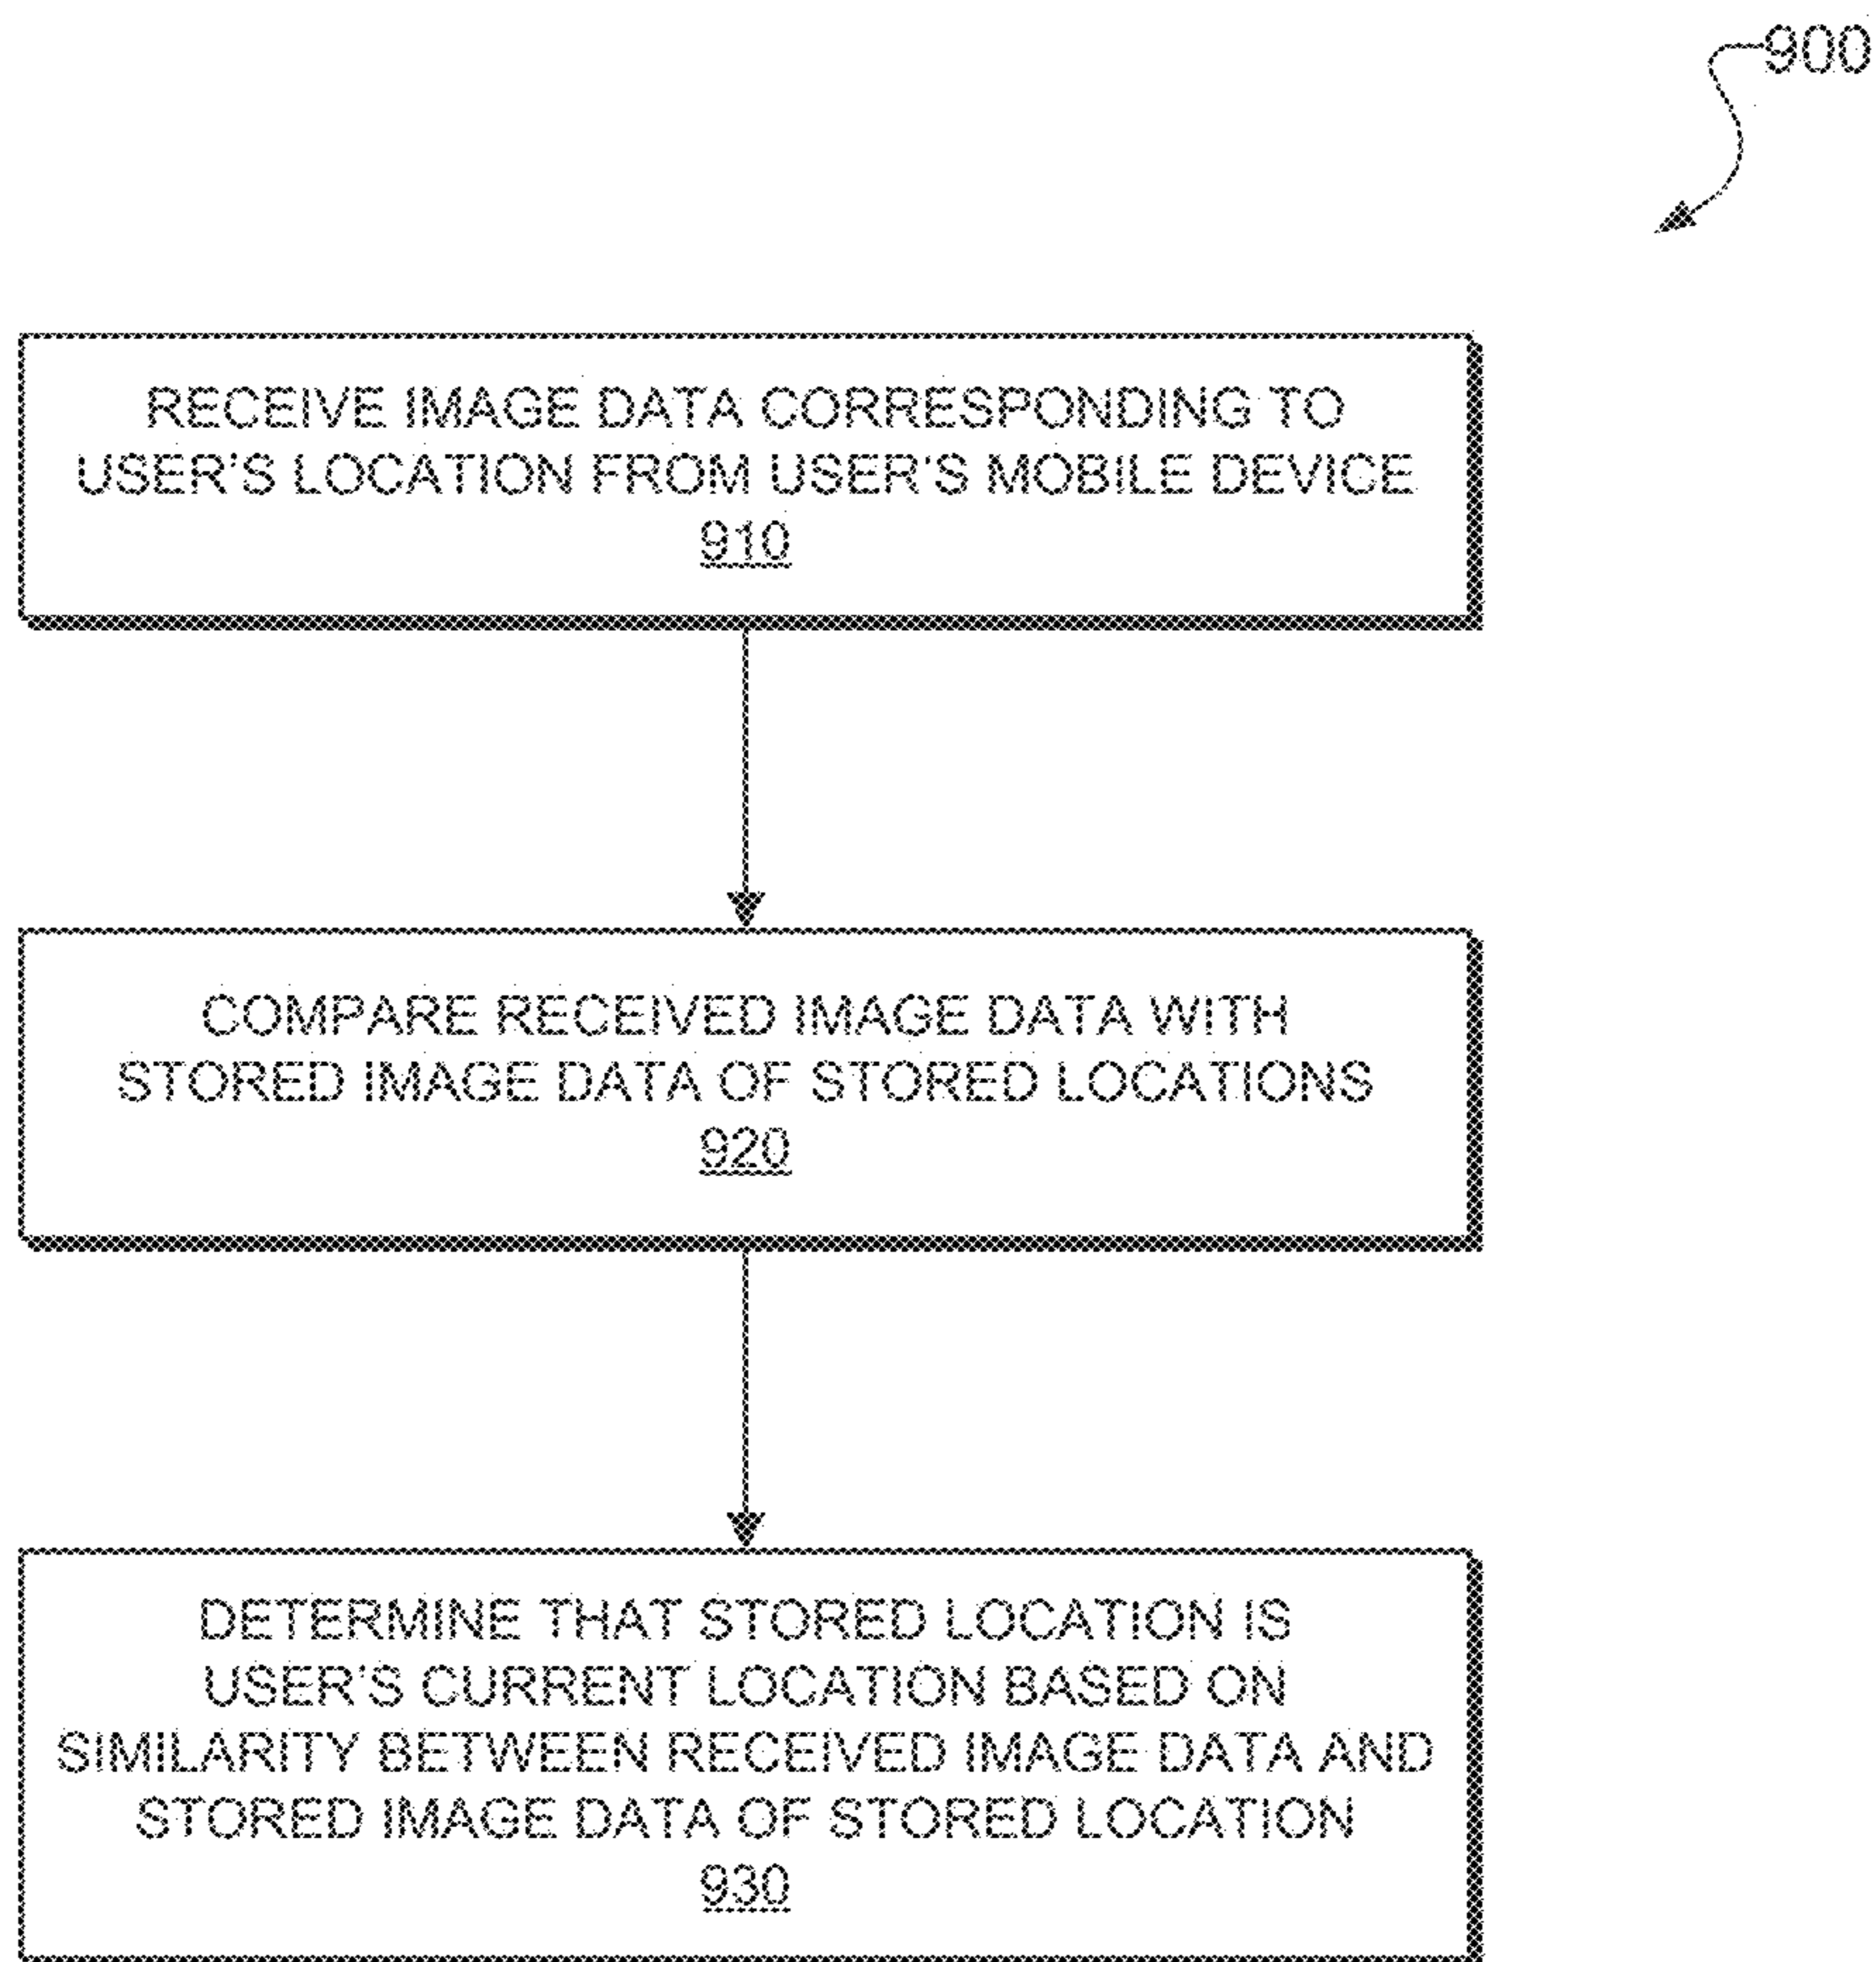 900
RECEIVE IMAGE DATA CORRESPONDING TO
USER'S LOCATION FROM USER'S MOBILE DEVICE
910
COMPARE RECEIVED IMAGE DATA WITH
STORED IMAGE DATA OF STORED LOCATIONS
920
DETERMINE THAT STORED LOCATION IS
USER'S CURRENT LOCATION BASED ON
SIMILARITY BETWEEN RECEIVED IMAGE DATA AND
STORED IMAGE DATA OF STORED LOCATION
930